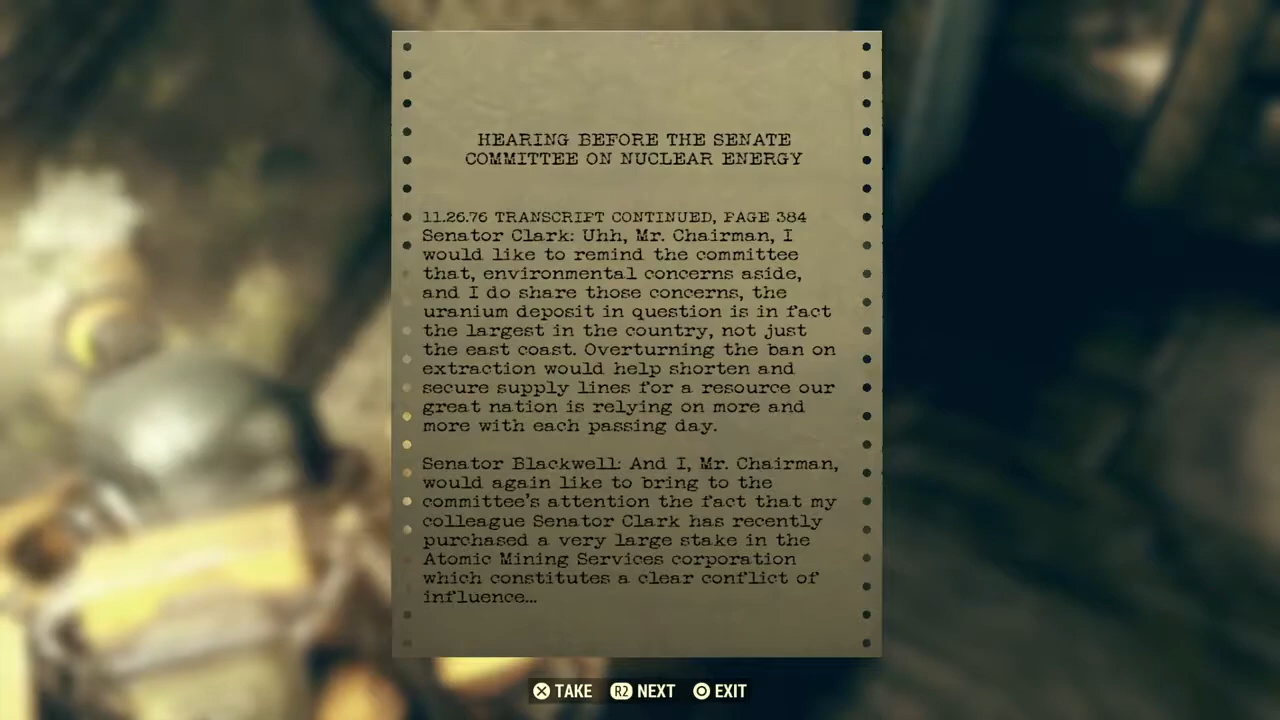 HEARING BEFORE THE SENATE
COMMITTEE ON NUCLEAR ENERGY
11.26.76 TRANSCRIPT CONTINUED, PAGE 384
Senator Clark: Uhh, Mr. Chairman, I
would like to remind the committee
that, environmental concerns aside,
and I do share those concerns, the
uranium deposit in question is in fact
the largest in the country, not just
the east coast. Overturning the ban on
extraction would help shorten and
secure supply lines for a resource our
great nation is relying on more and
more with each passing day.
Senator Blackwell: And I, Mr. Chairman,
would again like to bring to the
committee's attention the fact that my
colleague Senator Clark has recently
purchased a very large stake in the
Atomic Mining Services corporation
which constitutes a clear conflict of
influence...
TAKE R2 NEXT EXIT